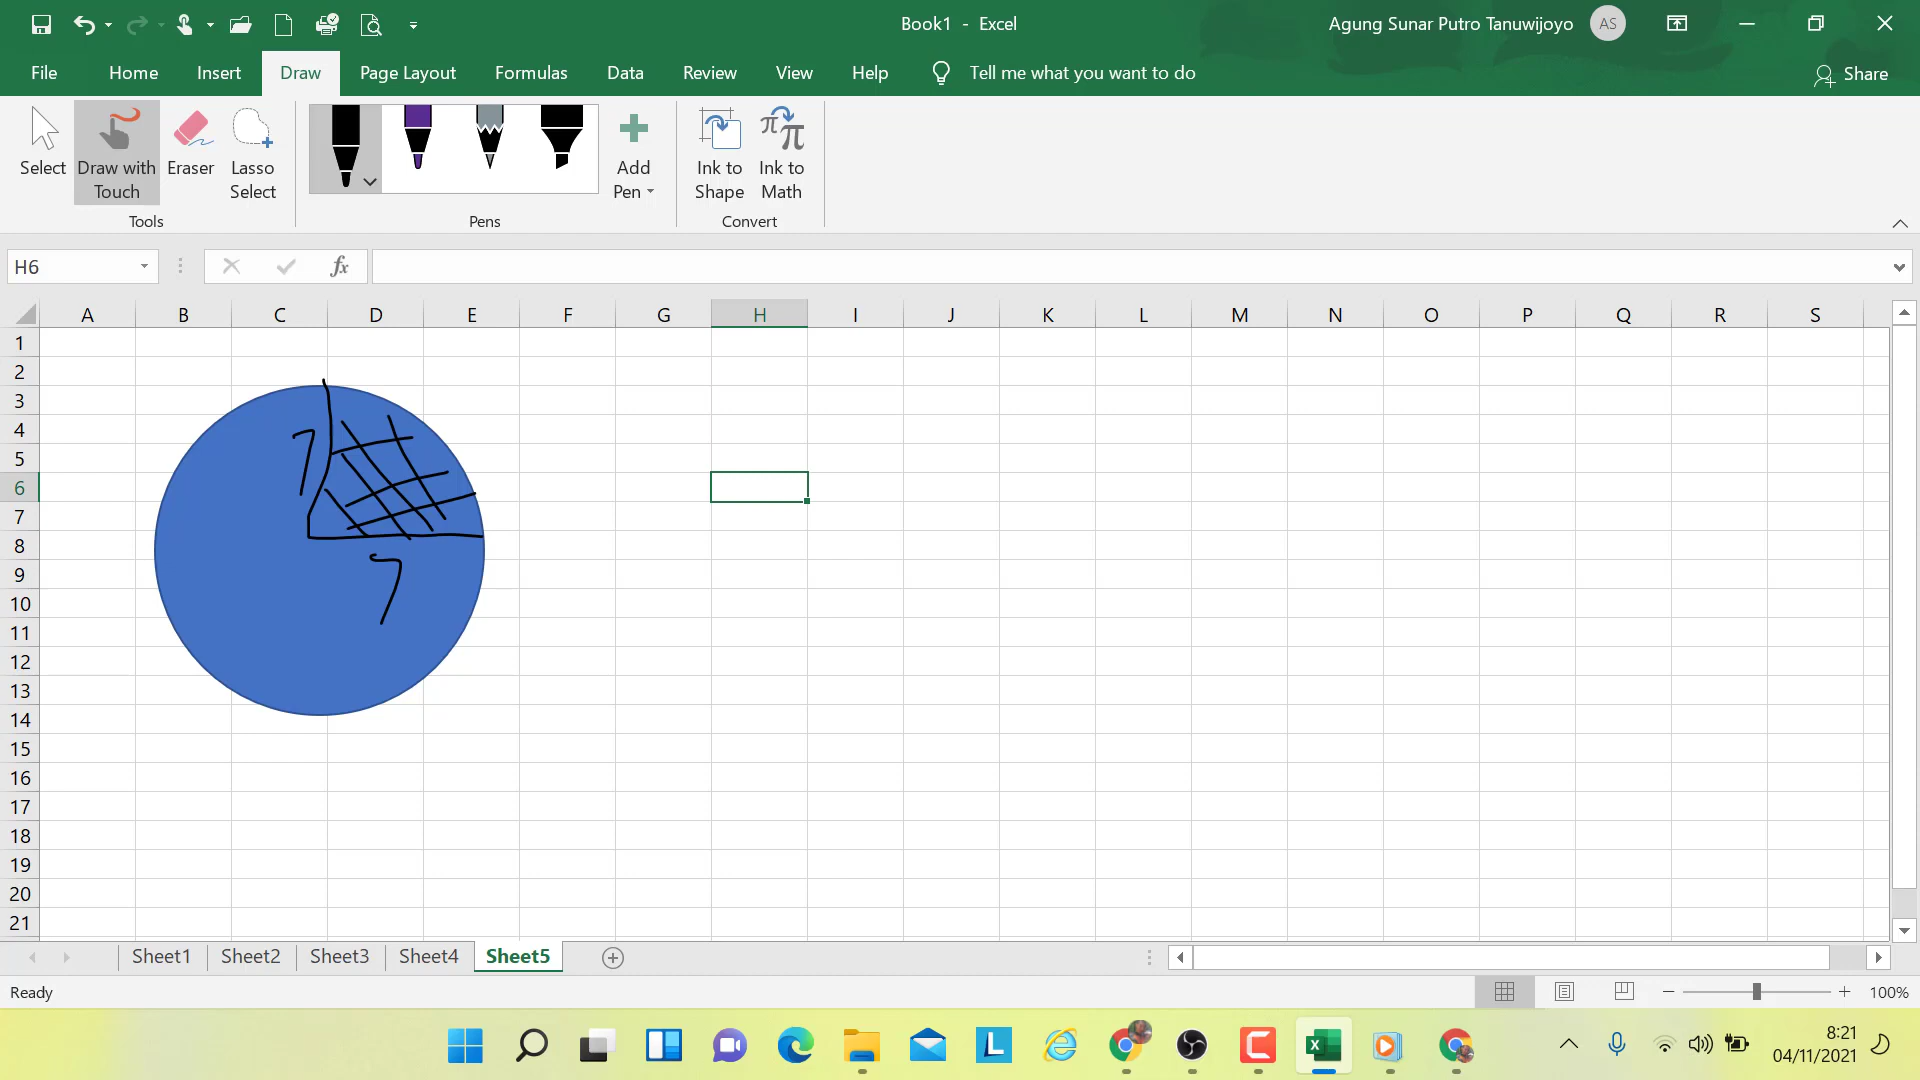 Book1 - Excel
Agung Sunar Putro Tanuwijoyo
AS
File Home Insert Draw Page Layout Formulas Data Review View Help Tell me what you want to do Share
Select
Draw with Touch
Eraser
Lasso Select
Add Pen
Ink to Shape
Ink to Math
Tools Pens Convert
H6
fx
A B C D E F G H I J K L M N O P Q R S
1
2
3
4
7
5
6
7
8
9
7
10
11
12
13
14
15
16
17
18
19
20
21
Sheet1 Sheet2 Sheet3 Sheet4 Sheet5
Ready
100%
8:21
04/11/2021